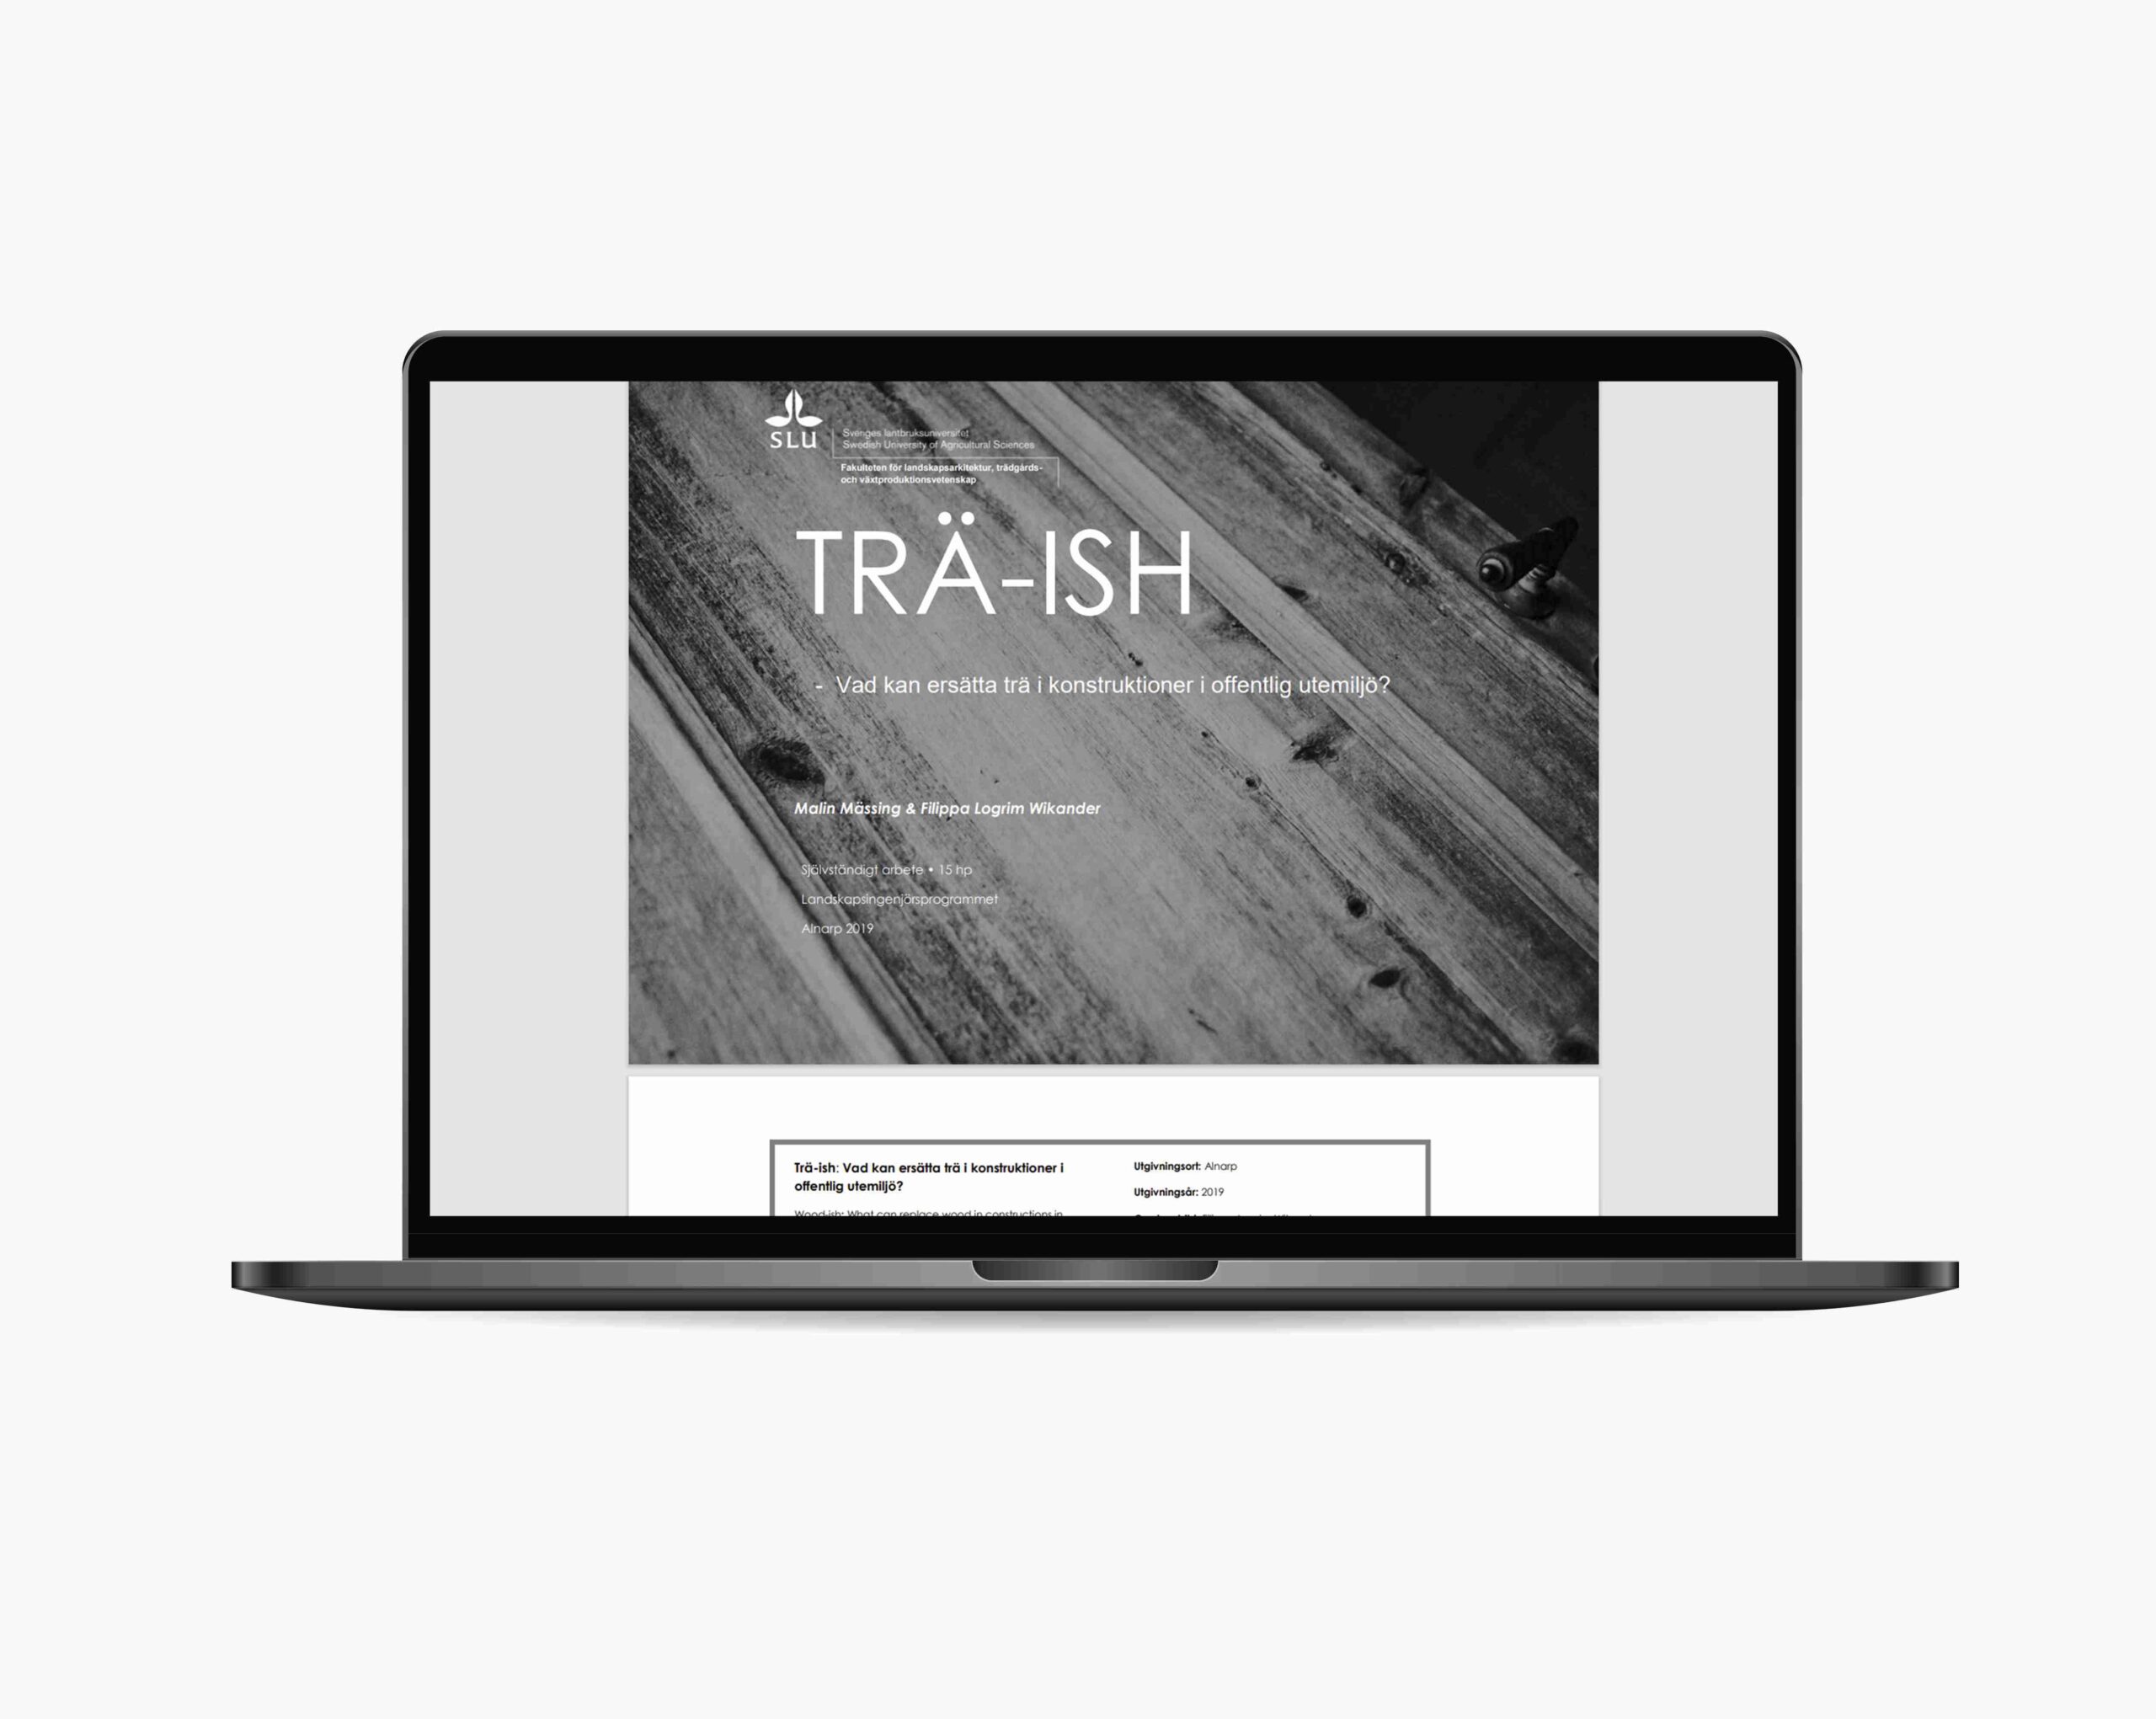 SLU
Sveriges lantbruksuniversitet
Swedish University of Agricultural Sciences
Fakulteten för landskapsarkitektur, trädgårds-
och växtproduktionsvetenskap
TRÄ-ISH
- Vad kan ersätta trä i konstruktioner i offentlig utemiljö?
Malin Mässing & Filippa Logrim Wikander
Självständigt arbete • 15 hp
Landskapsingenjörsprogrammet
Alnarp 2019
Trä-ish: Vad kan ersätta trä i konstruktioner i
offentlig utemiljö?
Wood-ish: What can replace wood in constructions in
Utgivningsort: Alnarp
Utgivningsår: 2019